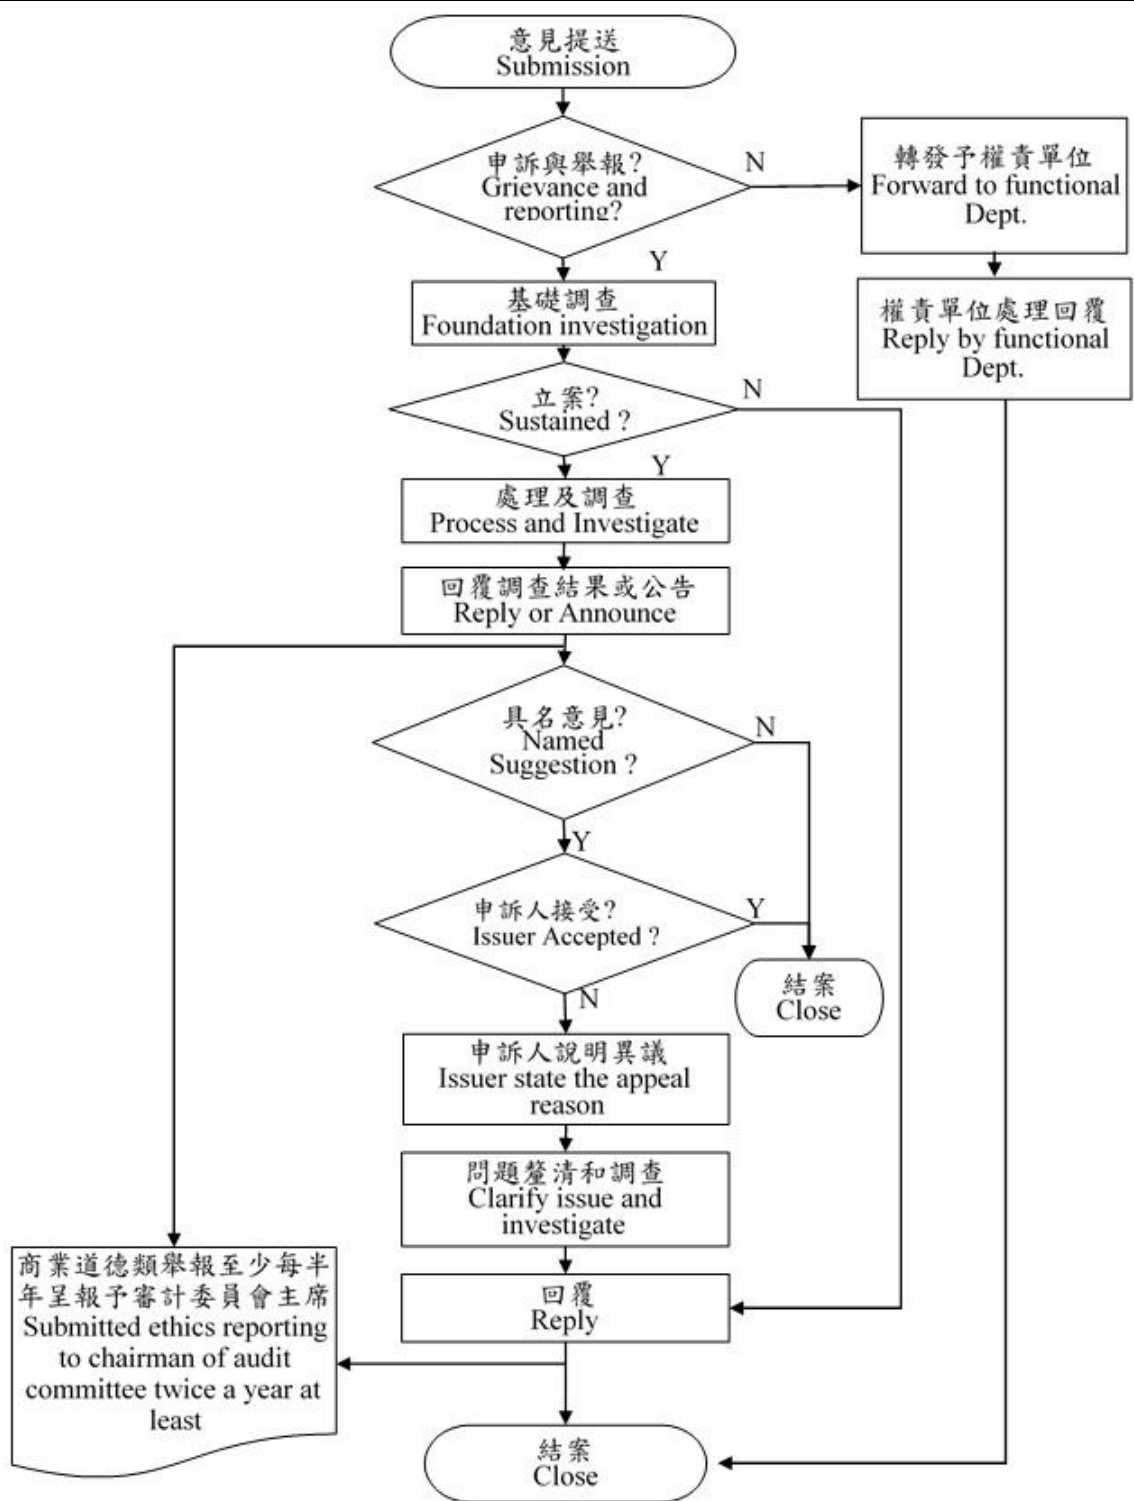 意見提送
Submission
申訴與舉報?
Grievance and
reporting?
N
轉發予權責單位
Forward to functional
Dept.
Y
基礎調查
Foundation investigation
權責單位處理回覆
Reply by functional
Dept.
立案?
Sustained ?
N
Y
處理及調查
Process and Investigate
回覆調查結果或公告
Reply or Announce
具名意見?
Named
Suggestion ?
N
Y
申訴人接受?
Issuer Accepted ?
Y
結案
Close
N
申訴人說明異議
Issuer state the appeal
reason
問題釐清和調查
Clarify issue and
investigate
商業道德類舉報至少每半
年呈報予審計委員會主席
Submitted ethics reporting
to chairman of audit
committee twice a year at
least
回覆
Reply
結案
Close